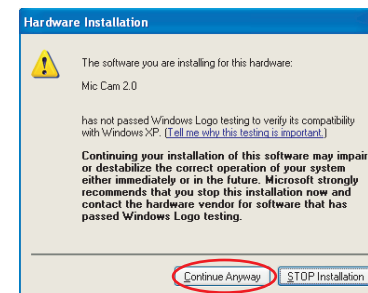 Hardware Installation
The software you are installing for this hardware:
Mic Cam 2.0
has not passed Windows Logo testing to verify its compatibility
with Windows XP. (Tell me why this testing is important.)
Continuing your installation of this software may impair
or destabilize the correct operation of your system
either immediately or in the future. Microsoft strongly
recommends that you stop this installation now and
contact the hardware vendor for software that has
passed Windows Logo testing.
Continue Anyway STOP Installation